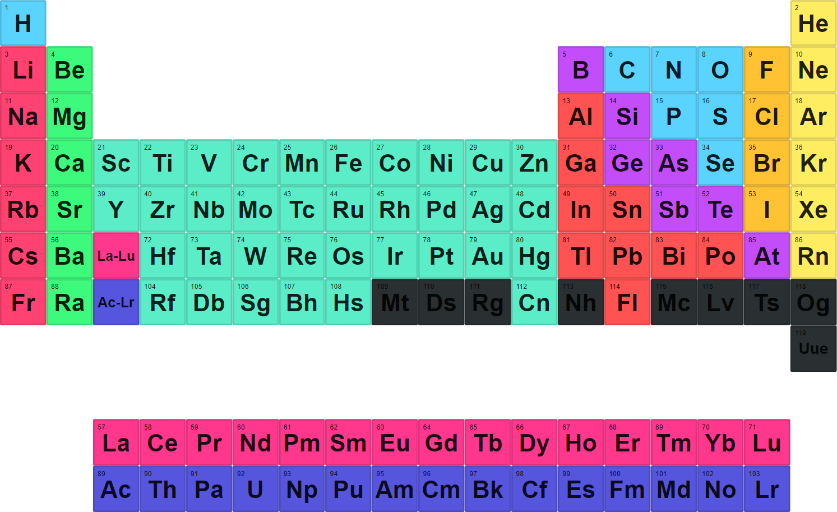 1 H 2 He
3 Li 4 Be 5 B 6 C 7 N 8 O 9 F 10 Ne
11 Na 12 Mg 13 Al 14 Si 15 P 16 S 17 Cl 18 Ar
19 K 20 Ca 21 Sc 22 Ti 23 V 24 Cr 25 Mn 26 Fe 27 Co 28 Ni 29 Cu 30 Zn 31 Ga 32 Ge 33 As 34 Se 35 Br 36 Kr
37 Rb 38 Sr 39 Y 40 Zr 41 Nb 42 Mo 43 Tc 44 Ru 45 Rh 46 Pd 47 Ag 48 Cd 49 In 50 Sn 51 Sb 52 Te 53 I 54 Xe
55 Cs 56 Ba La-Lu 72 Hf 73 Ta 74 W 75 Re 76 Os 77 Ir 78 Pt 79 Au 80 Hg 81 Tl 82 Pb 83 Bi 84 Po 85 At 86 Rn
87 Fr 88 Ra Ac-Lr 104 Rf 105 Db 106 Sg 107 Bh 108 Hs 109 Mt 110 Ds 111 Rg 112 Cn 113 Nh 114 Fl 115 Mc 116 Lv 117 Ts 118 Og
119 Uue
57 La 58 Ce 59 Pr 60 Nd 61 Pm 62 Sm 63 Eu 64 Gd 65 Tb 66 Dy 67 Ho 68 Er 69 Tm 70 Yb 71 Lu
89 Ac 90 Th 91 Pa 92 U 93 Np 94 Pu 95 Am 96 Cm 97 Bk 98 Cf 99 Es 100 Fm 101 Md 102 No 103 Lr